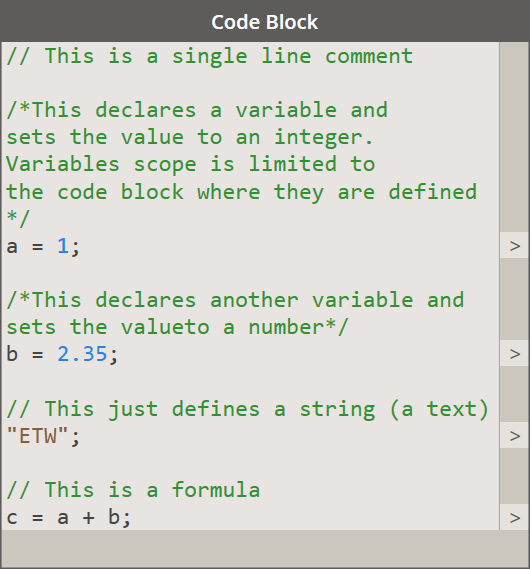 Code Block
// This is a single line comment
/*This declares a variable and
sets the value to an integer.
Variables scope is limited to
the code block where they are defined
*/
a = 1; >
/*This declares another variable and
sets the valueto a number*/
b = 2.35; >
// This just defines a string (a text)
"ETW"; >
// This is a formula
c = a + b; >